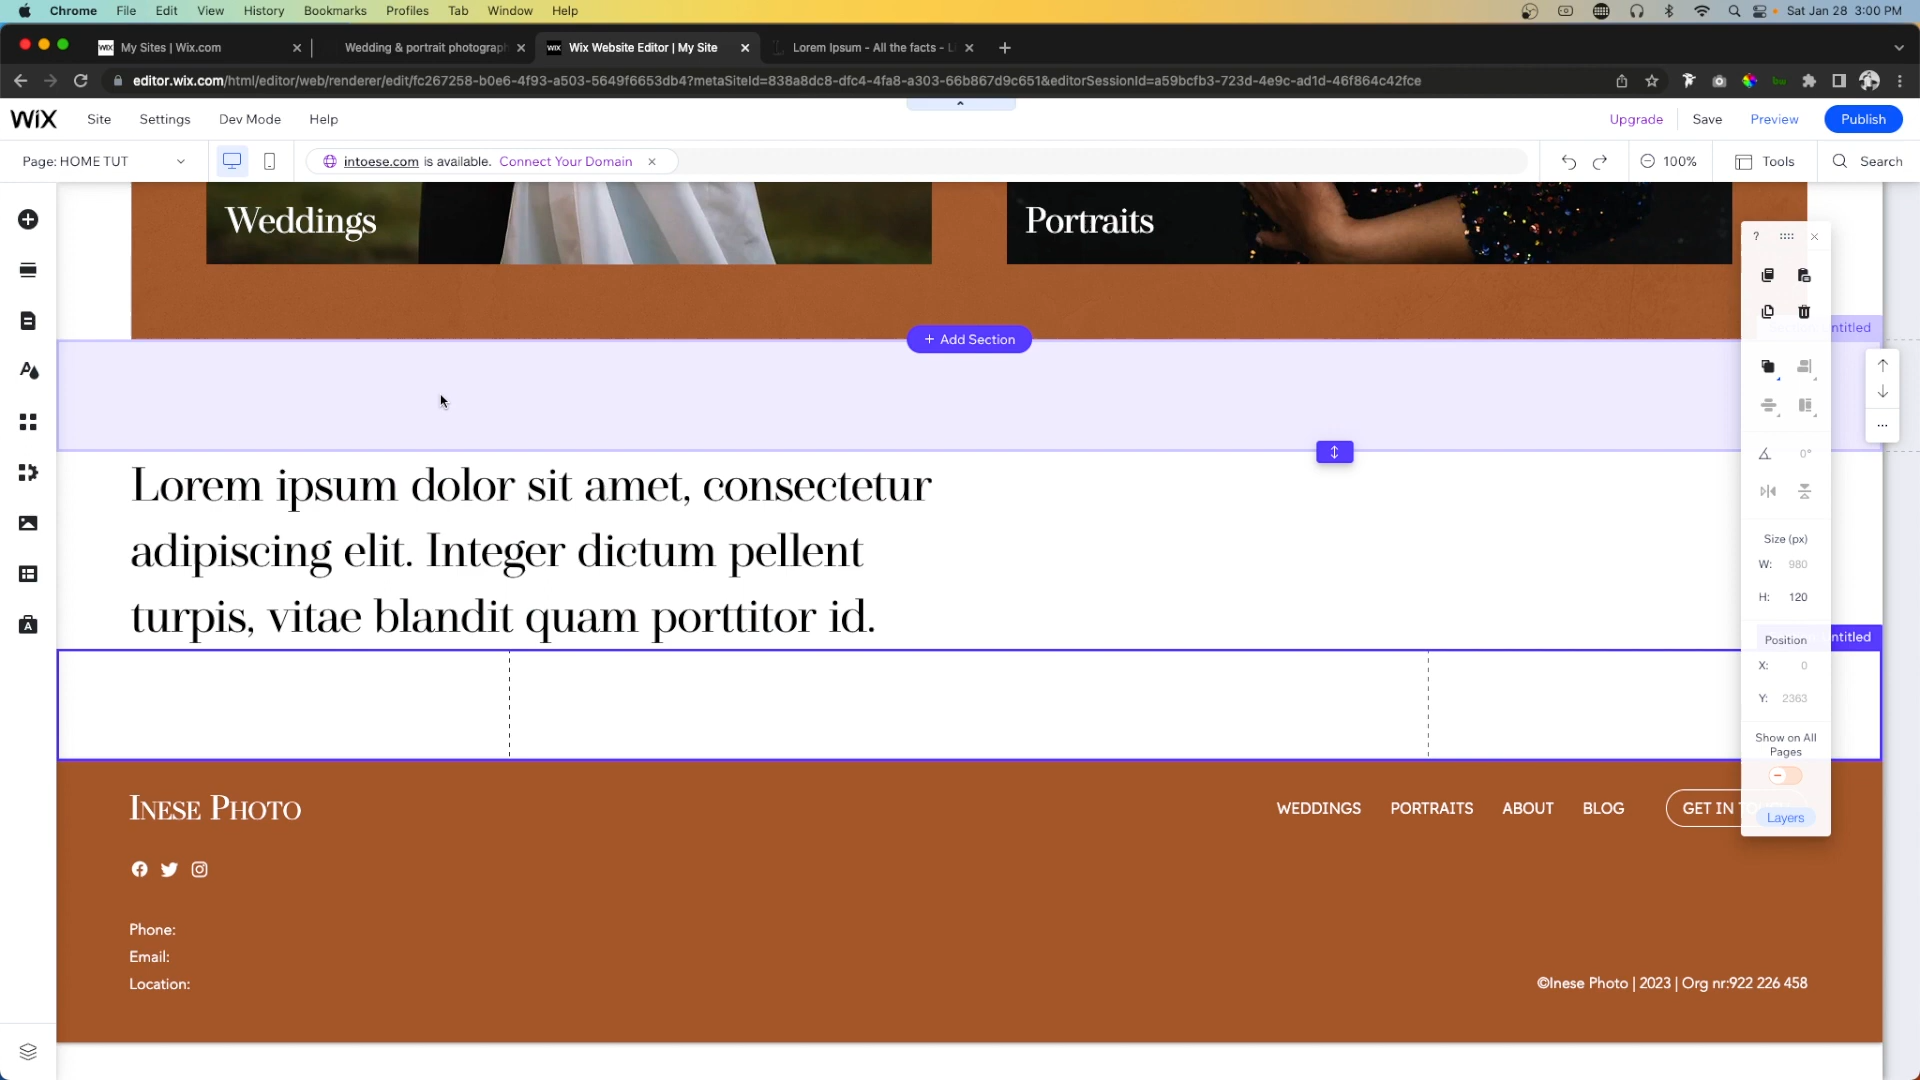 Chrome File Edit View History Bookmarks Profiles Tab Window Help Sat Jan 28 3:00 PM
WiX My Sites | Wix.com Wedding & portrait photograph WiX Wix Website Editor | My Site Lorem Ipsum - All the facts - Li
editor.wix.com/html/editor/web/renderer/edit/fc267258-b0e6-4f93-a503-5649f6653db4?metaSiteId=838a8dc8-dfc4-4fa8-a303-66b867d9c651&editorSessionId=a59bcfb3-723d-4e9c-ad1d-46f864c42fce
WiX Site Settings Dev Mode Help Upgrade Save Preview Publish
Page: HOME TUT intoese.com is available. Connect Your Domain 100% Tools Search
Weddings
Portraits
?
ntitled
+ Add Section
0°
Lorem ipsum dolor sit amet, consectetur
adipiscing elit. Integer dictum pellent
turpis, vitae blandit quam porttitor id.
Size (px)
W: 980
H: 120
Position
Untitled
X: 0
Y: 2363
Show on All
Pages
Layers
INESE PHOTO
WEDDINGS PORTRAITS ABOUT BLOG GET IN
Phone:
Email:
Location:
©Inese Photo | 2023 | Org nr:922 226 458